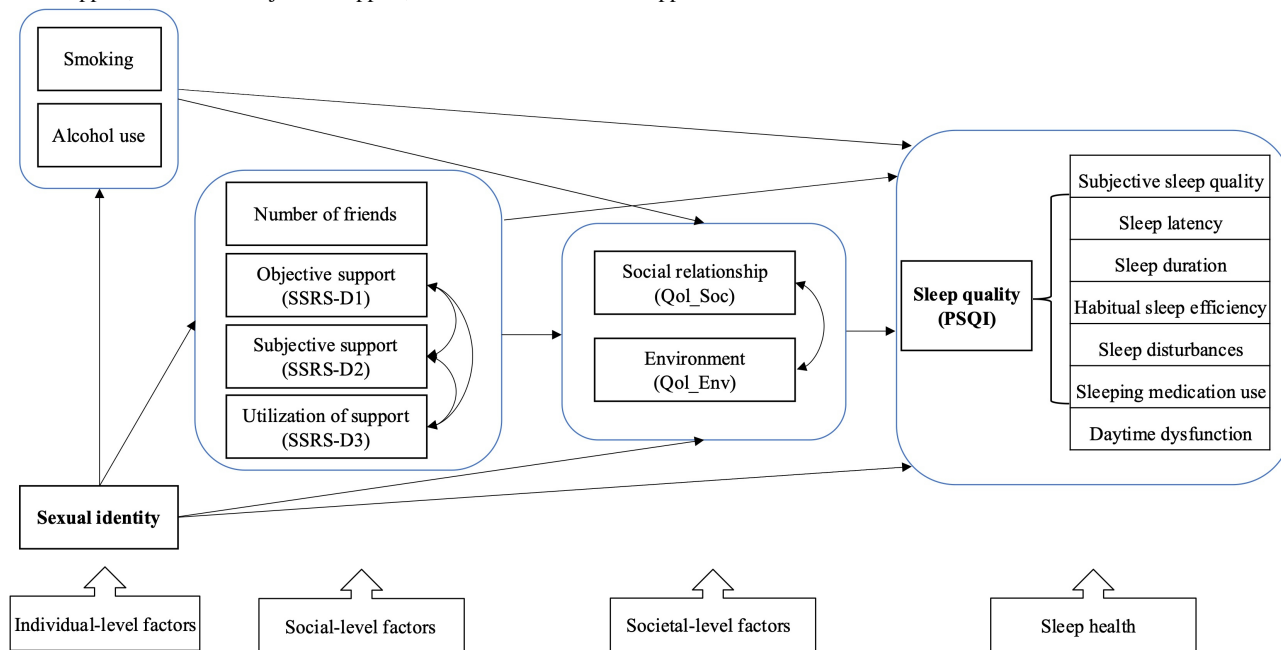 Smoking
Alcohol use
Number of friends
Objective support
(SSRS-D1)
Subjective support
(SSRS-D2)
Utilization of support
(SSRS-D3)
Social relationship
(Qol_Soc)
Environment
(Qol_Env)
Sleep quality
(PSQI)
Subjective sleep quality
Sleep latency
Sleep duration
Habitual sleep efficiency
Sleep disturbances
Sleeping medication use
Daytime dysfunction
Sexual identity
Individual-level factors
Social-level factors
Societal-level factors
Sleep health